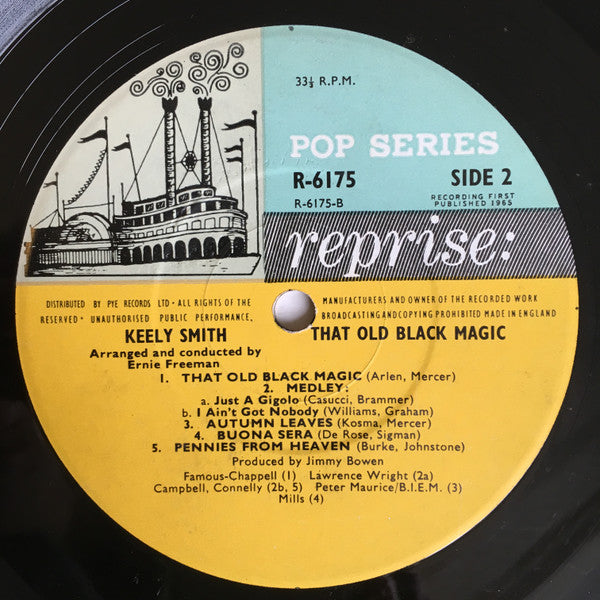 33⅓ R.P.M.
POP SERIES
R-6175 SIDE 2
R-6175-B RECORDING FIRST
PUBLISHED 1965
reprise:
DISTRIBUTED BY PYE RECORDS LTD • ALL RIGHTS OF THE MANUFACTURERS AND OWNER OF THE RECORDED WORK
RESERVED • UNAUTHORISED PUBLIC PERFORMANCE, BROADCASTING AND COPYING PROHIBITED MADE IN ENGLAND
KEELY SMITH THAT OLD BLACK MAGIC
Arranged and conducted by
Ernie Freeman
1. THAT OLD BLACK MAGIC (Arlen, Mercer)
2. MEDLEY:
a. Just A Gigolo (Casucci, Brammer)
b. I Ain't Got Nobody (Williams, Graham)
3. AUTUMN LEAVES (Kosma, Mercer)
4. BUONA SERA (De Rose, Sigman)
5. PENNIES FROM HEAVEN (Burke, Johnstone)
Produced by Jimmy Bowen
Famous-Chappell (1) Lawrence Wright (2a)
Campbell, Connelly (2b, 5) Peter Maurice/B.I.E.M. (3)
Mills (4)